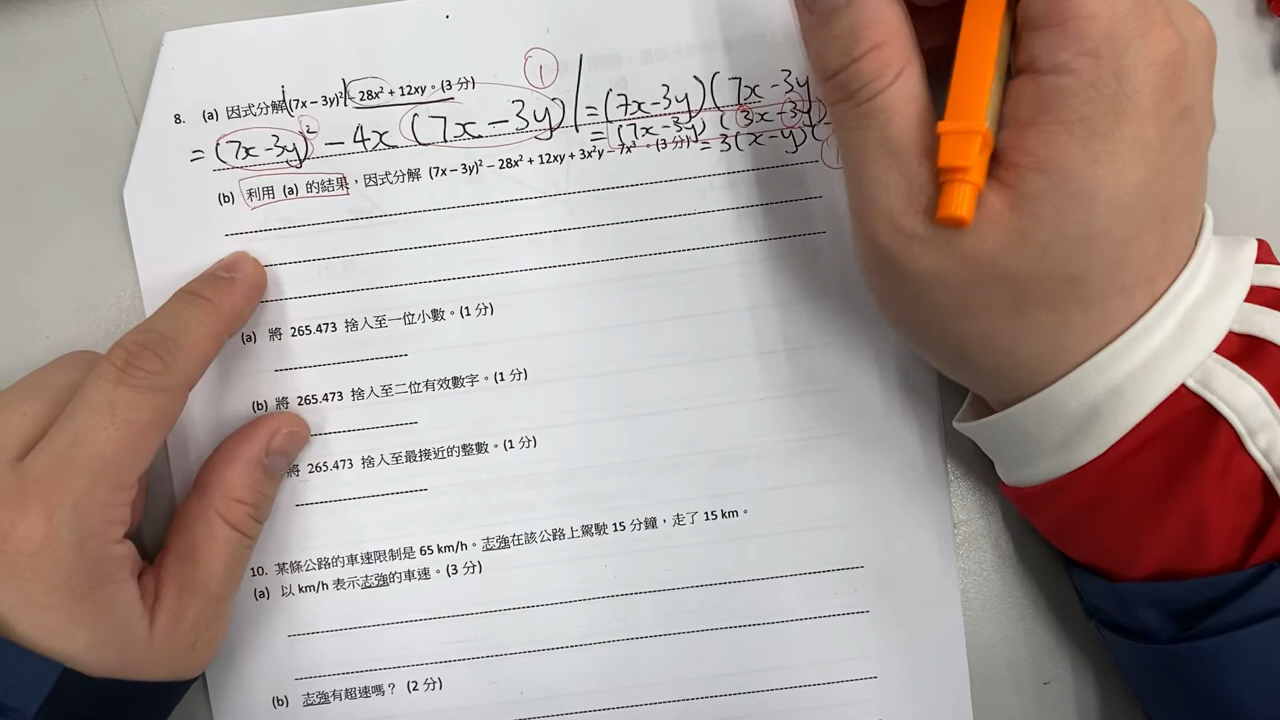 8. (a) 因式分解 (7x − 3y)² − 28x² + 12xy。(3 分)
①
= (7x − 3y)² − 4x (7x − 3y)
= (7x − 3y) ( 7x − 3y
= (7x − 3y) ( 3x − 3y)
= 3(x − y) (
(b) 利用 (a) 的結果,因式分解 (7x − 3y)² − 28x² + 12xy + 3x²y − 7x³。(3 分)
(a) 將 265.473 捨入至一位小數。(1 分)
(b) 將 265.473 捨入至二位有效數字。(1 分)
將 265.473 捨入至最接近的整數。(1 分)
10. 某條公路的車速限制是 65 km/h。志強在該公路上駕駛 15 分鐘,走了 15 km。
(a) 以 km/h 表示志強的車速。(3 分)
(b) 志強有超速嗎? (2 分)